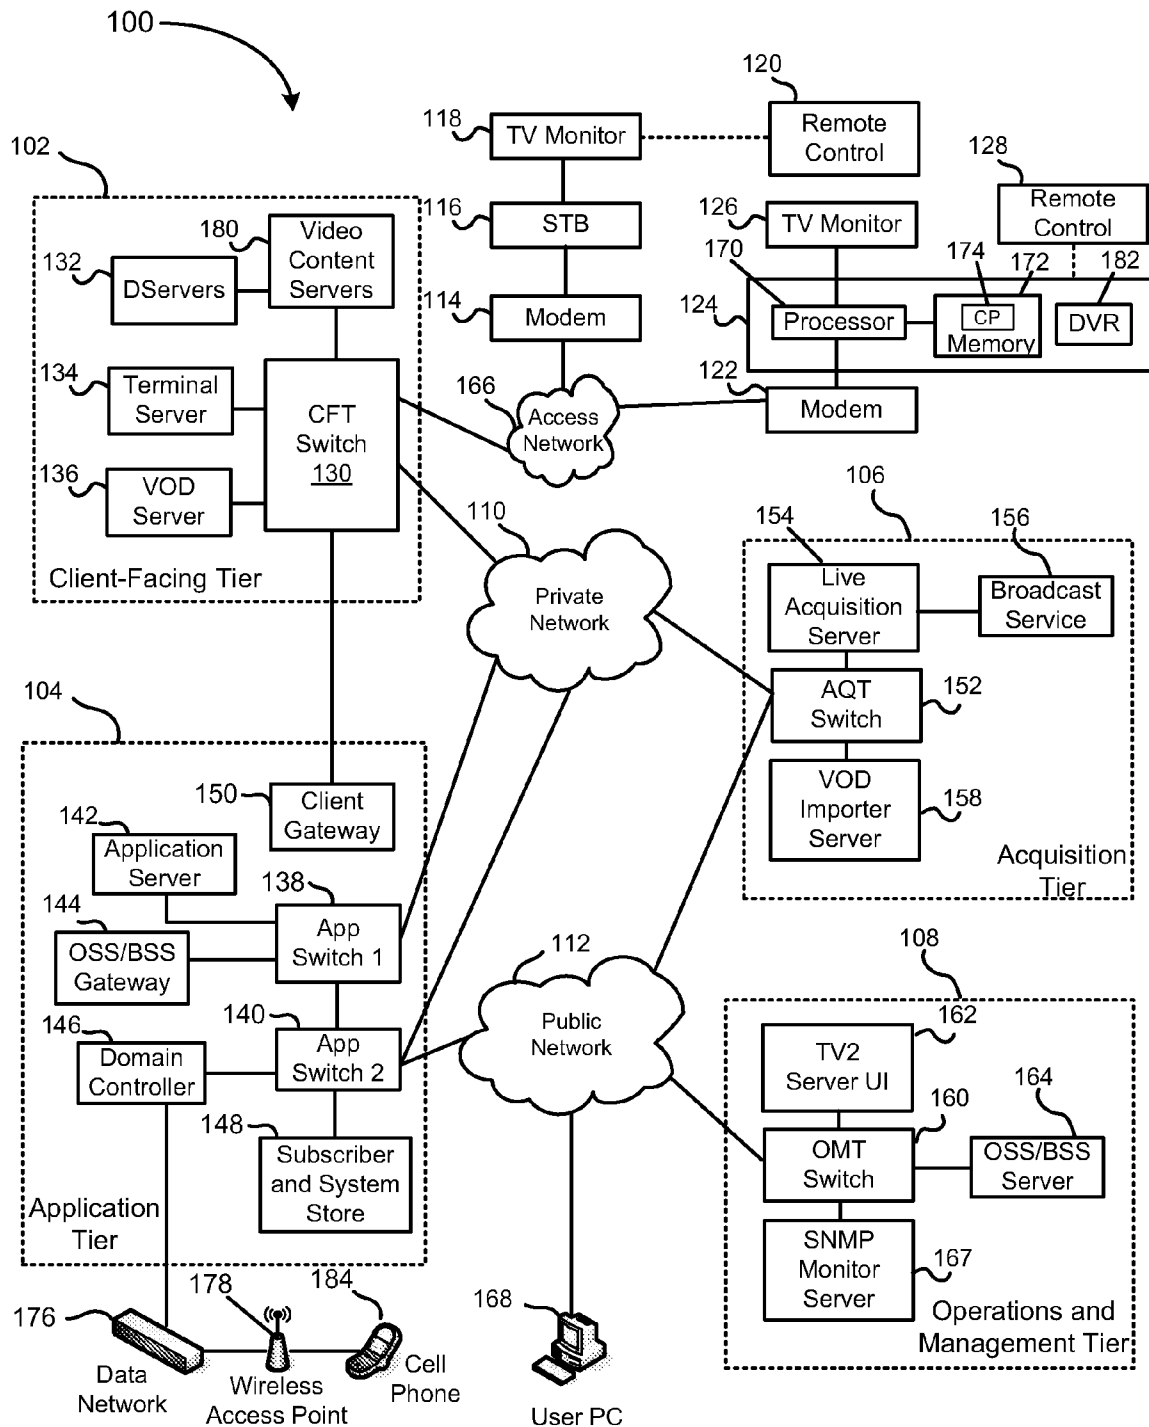 100
118
TV Monitor
120
Remote
Control
102
116
STB
126
TV Monitor
128
Remote
Control
180
Video
Content
Servers
132
DServers
170
174
172
182
114
Modem
124
Processor
CP
Memory
DVR
134
Terminal
Server
CFT
Switch
130
166
Access
Network
122
Modem
136
VOD
Server
Client-Facing Tier
110
Private
Network
106
154
Live
Acquisition
Server
156
Broadcast
Service
AQT
Switch
152
VOD
Importer
Server
158
Acquisition
Tier
104
150
Client
Gateway
142
Application
Server
138
App
Switch 1
144
OSS/BSS
Gateway
140
App
Switch 2
146
Domain
Controller
148
Subscriber
and System
Store
Application
Tier
112
Public
Network
108
162
TV2
Server UI
160
OMT
Switch
164
OSS/BSS
Server
SNMP
Monitor
Server
167
Operations and
Management Tier
176
Data
Network
178
Wireless
Access Point
184
Cell
Phone
168
User PC